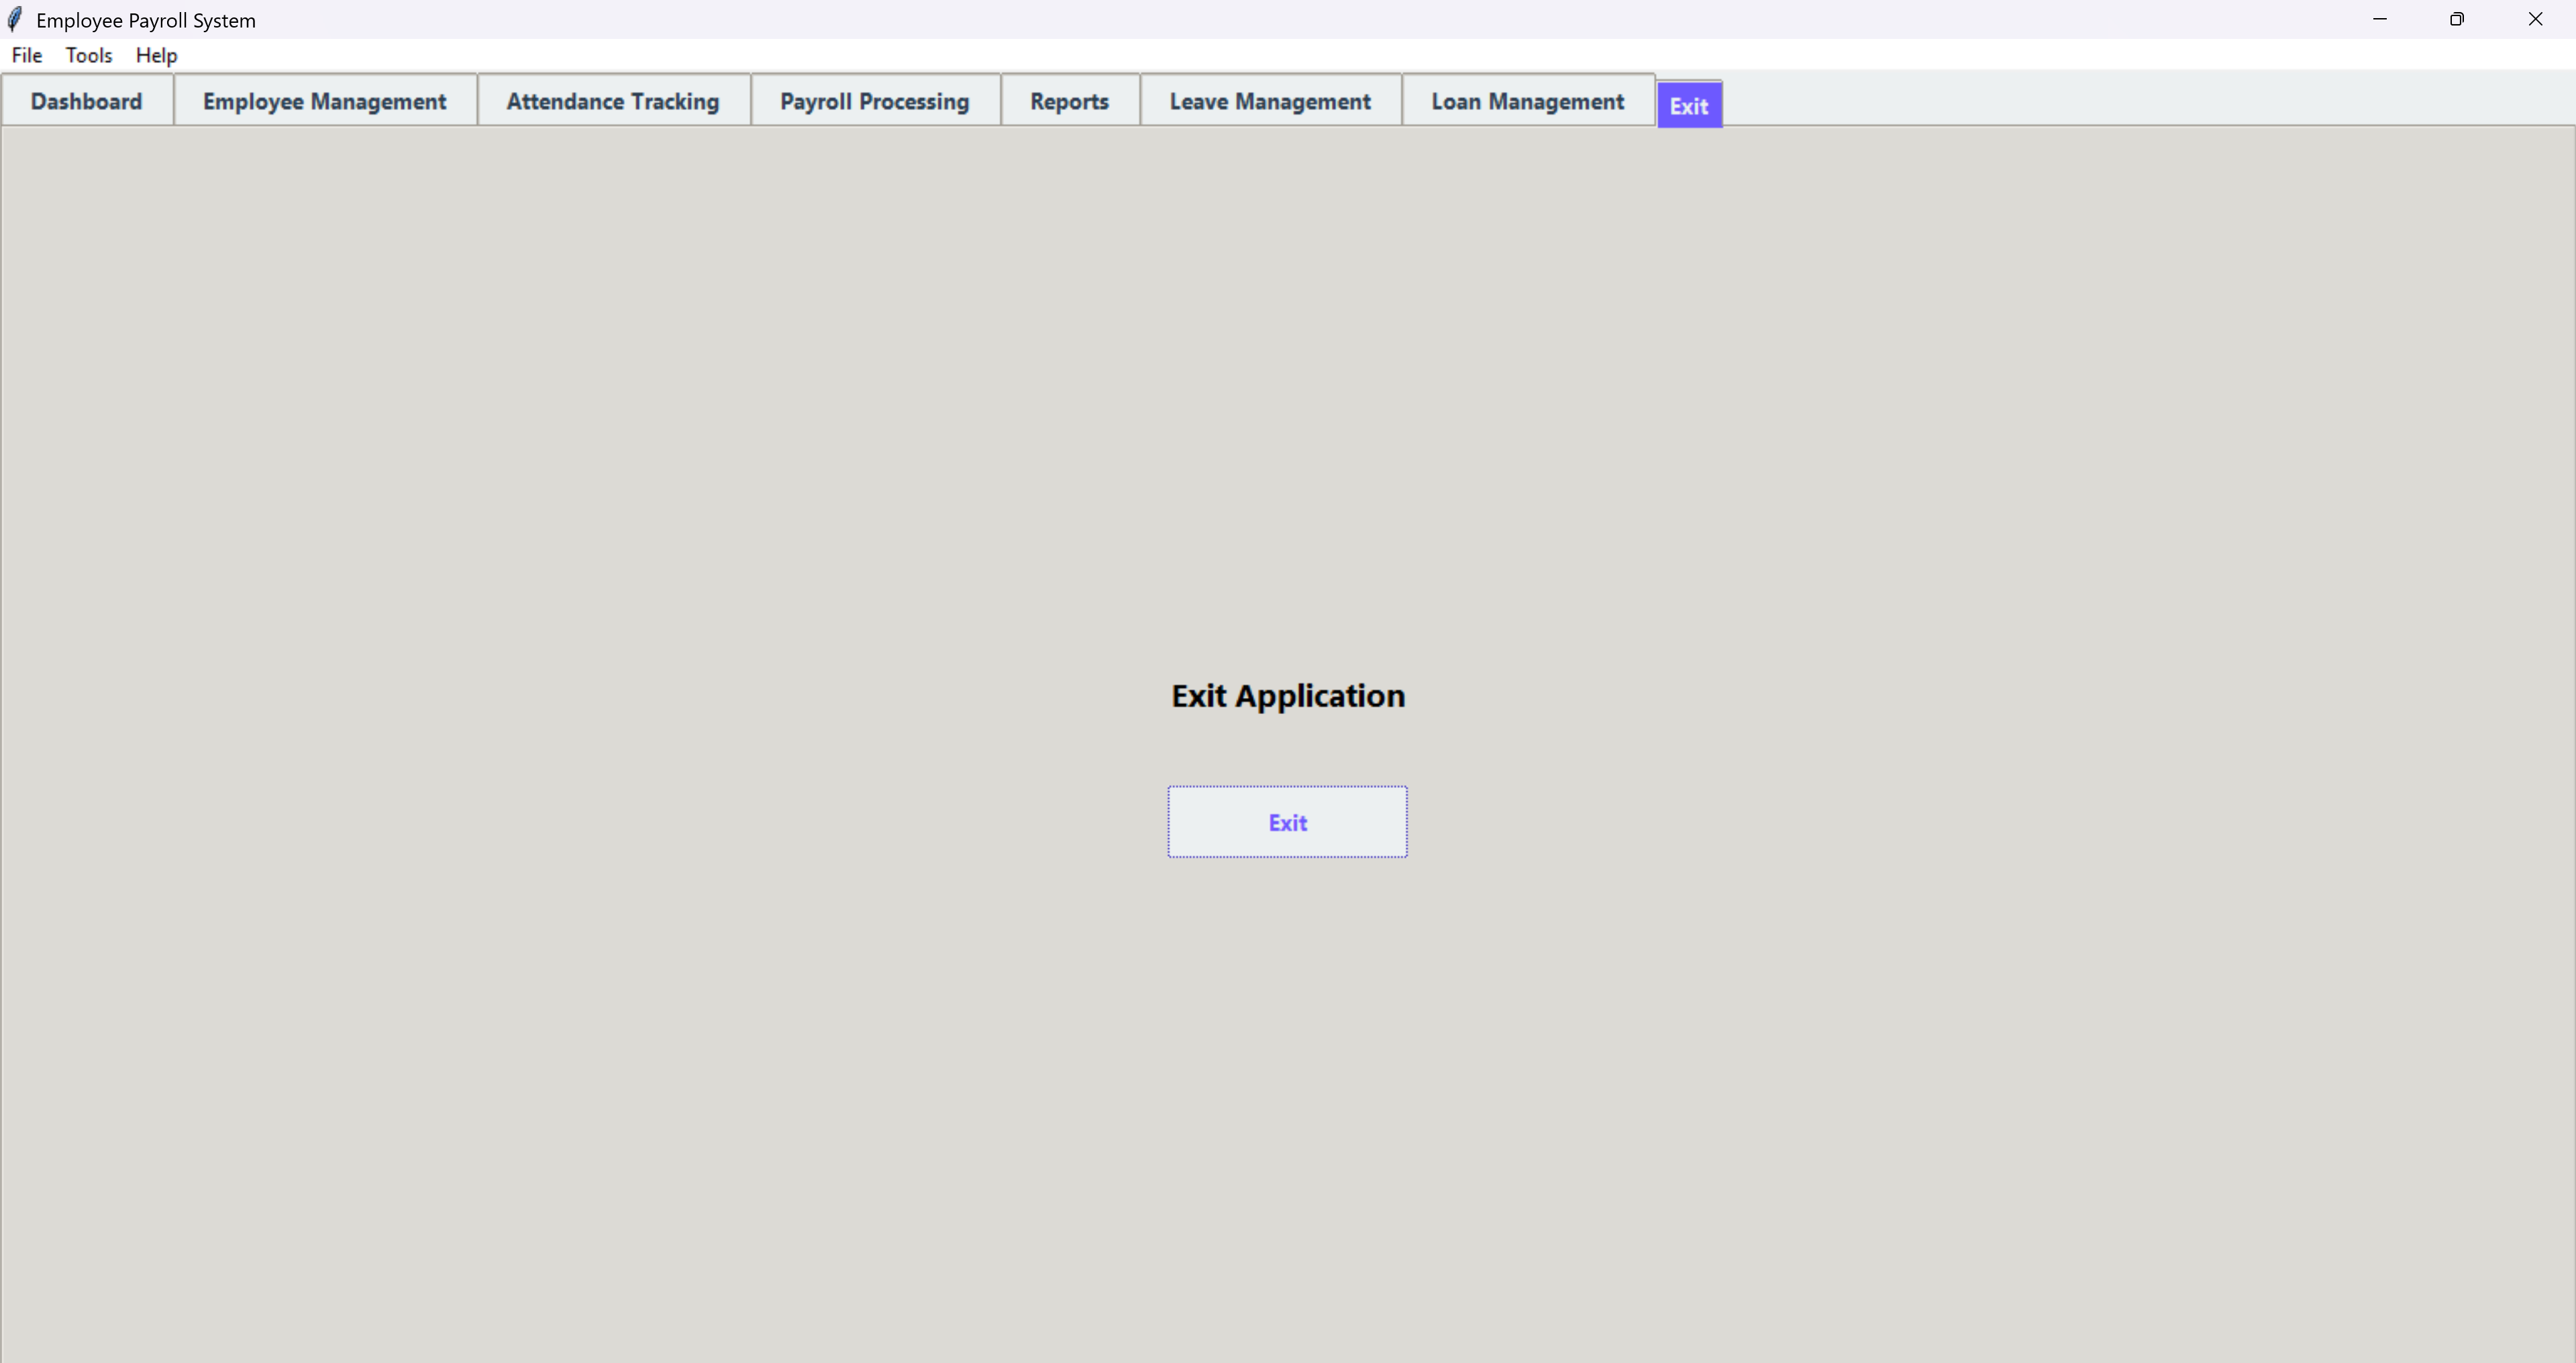 Employee Payroll System
File Tools Help
Dashboard Employee Management Attendance Tracking Payroll Processing Reports Leave Management Loan Management Exit
Exit Application
Exit